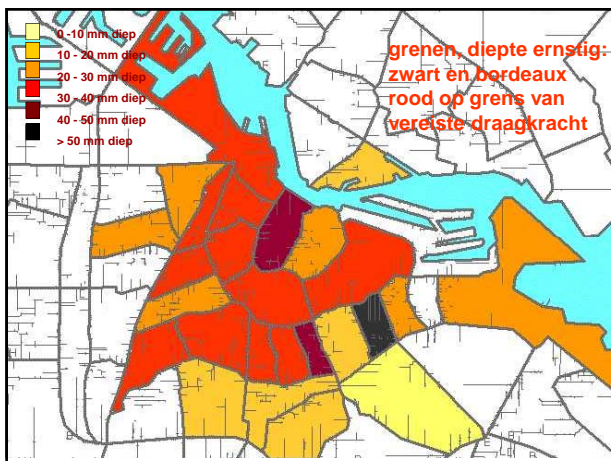 0 -10 mm diep
10 - 20 mm diep
20 - 30 mm diep
30 - 40 mm diep
40 - 50 mm diep
> 50 mm diep
grenen, diepte ernstig:
zwart en bordeaux
rood op grens van
vereiste draagkracht